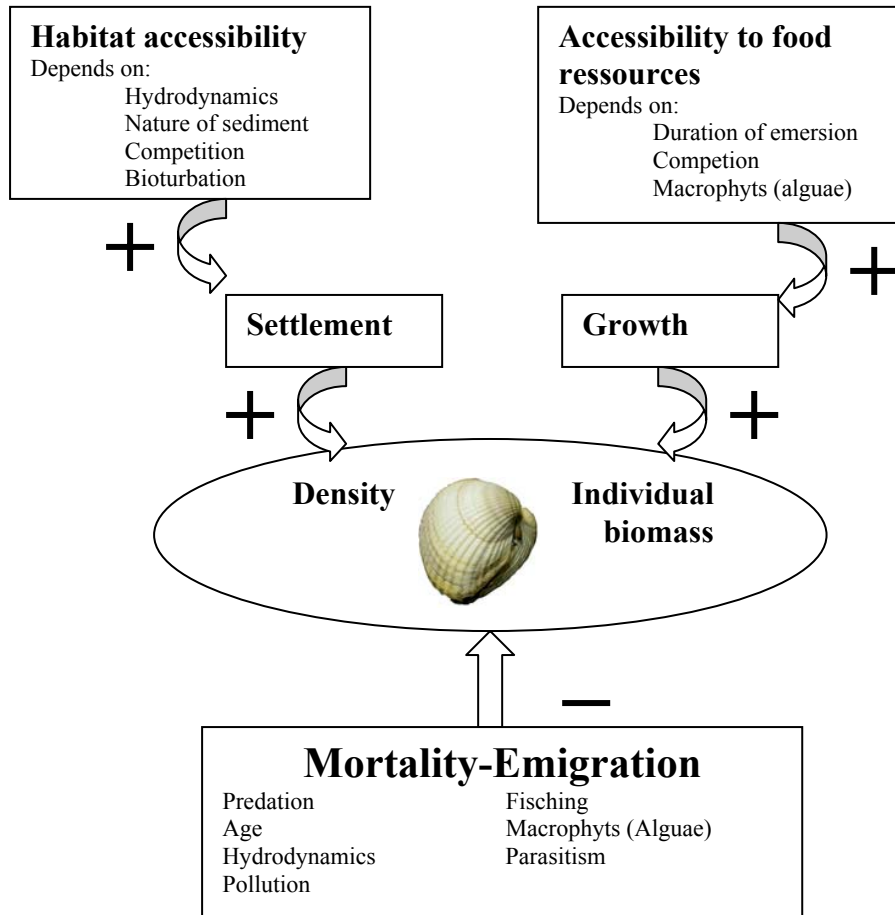 Habitat accessibility
Depends on:
Hydrodynamics
Nature of sediment
Competition
Bioturbation
Accessibility to food
ressources
Depends on:
Duration of emersion
Competion
Macrophyts (alguae)
+
+
Settlement
Growth
+
+
Density
Individual
biomass
–
Mortality-Emigration
Predation
Age
Hydrodynamics
Pollution
Fisching
Macrophyts (Alguae)
Parasitism